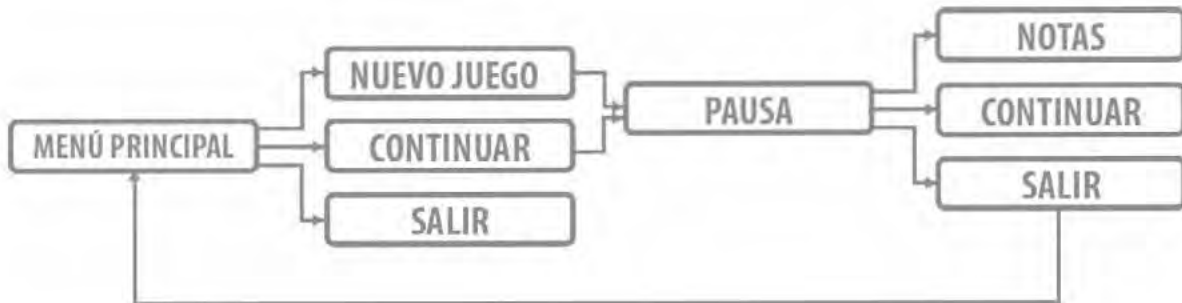 MENÚ PRINCIPAL
NUEVO JUEGO
CONTINUAR
SALIR
PAUSA
NOTAS
CONTINUAR
SALIR